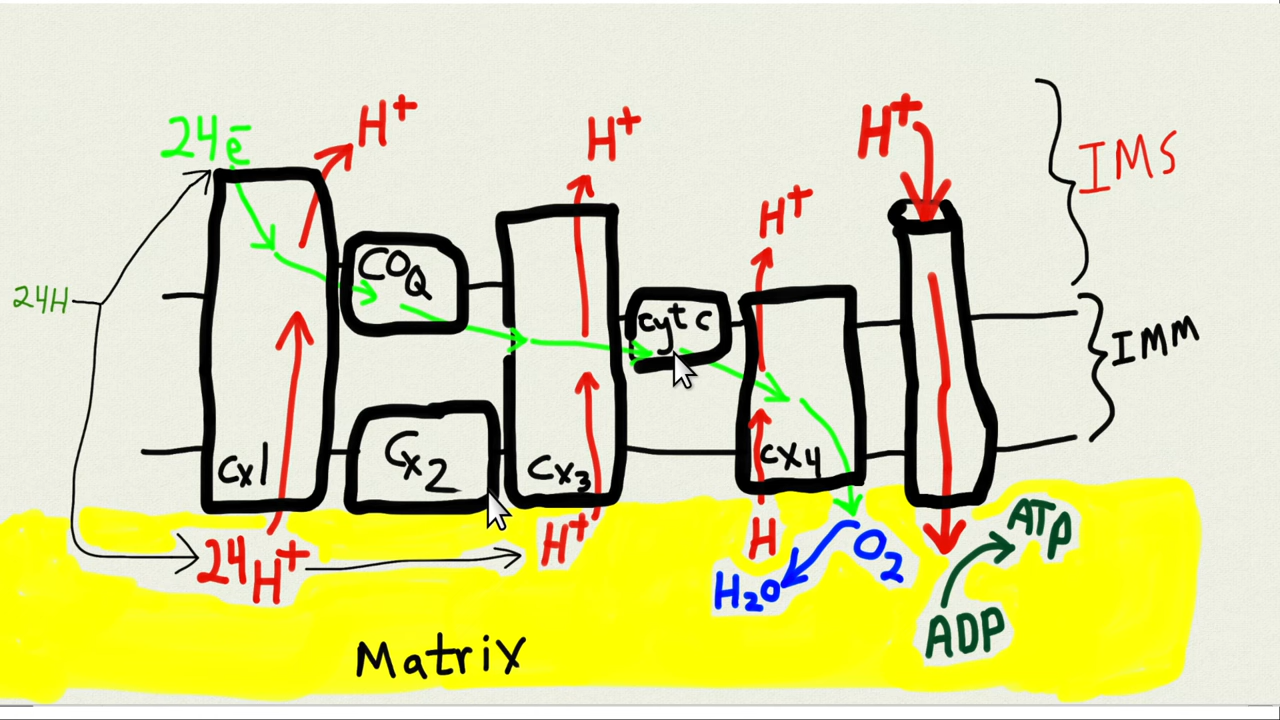 24e̅
H⁺
H⁺
H⁺
H⁺
IMS
24H
COQ
cyt c
IMM
Cx1
Cx2
Cx3
Cx4
24H⁺
H⁺
H
O₂
H₂O
ATP
ADP
Matrix